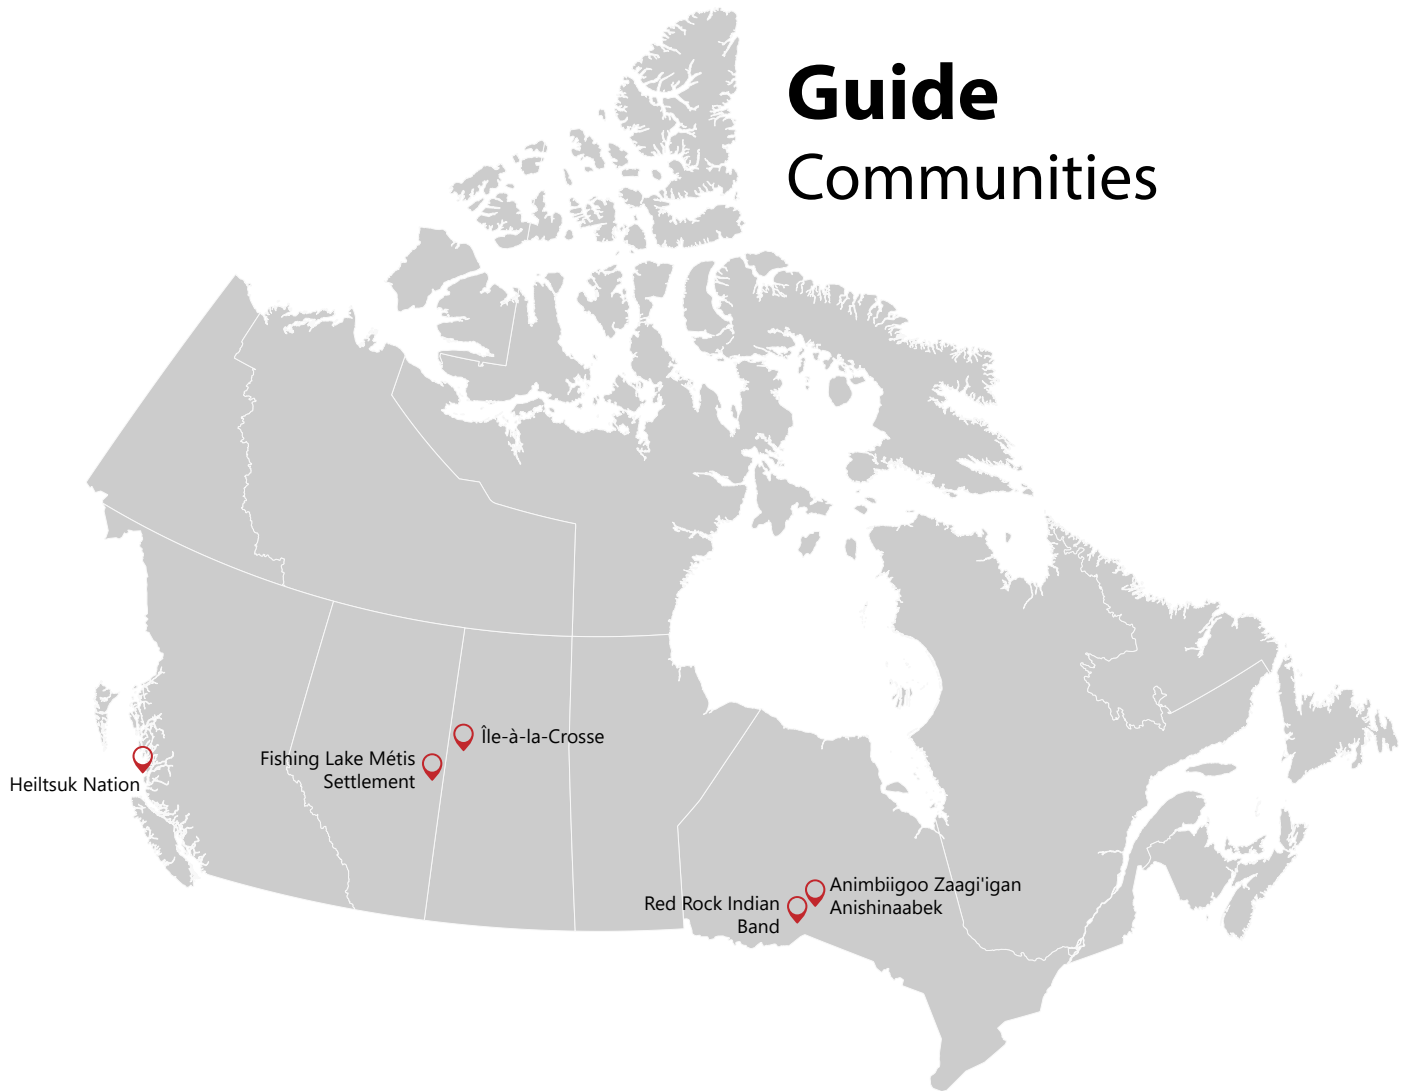 Guide
Communities
Île-à-la-Crosse
Fishing Lake Métis
Settlement
Heiltsuk Nation
Animbiigoo Zaagi'igan
Anishinaabek
Red Rock Indian
Band